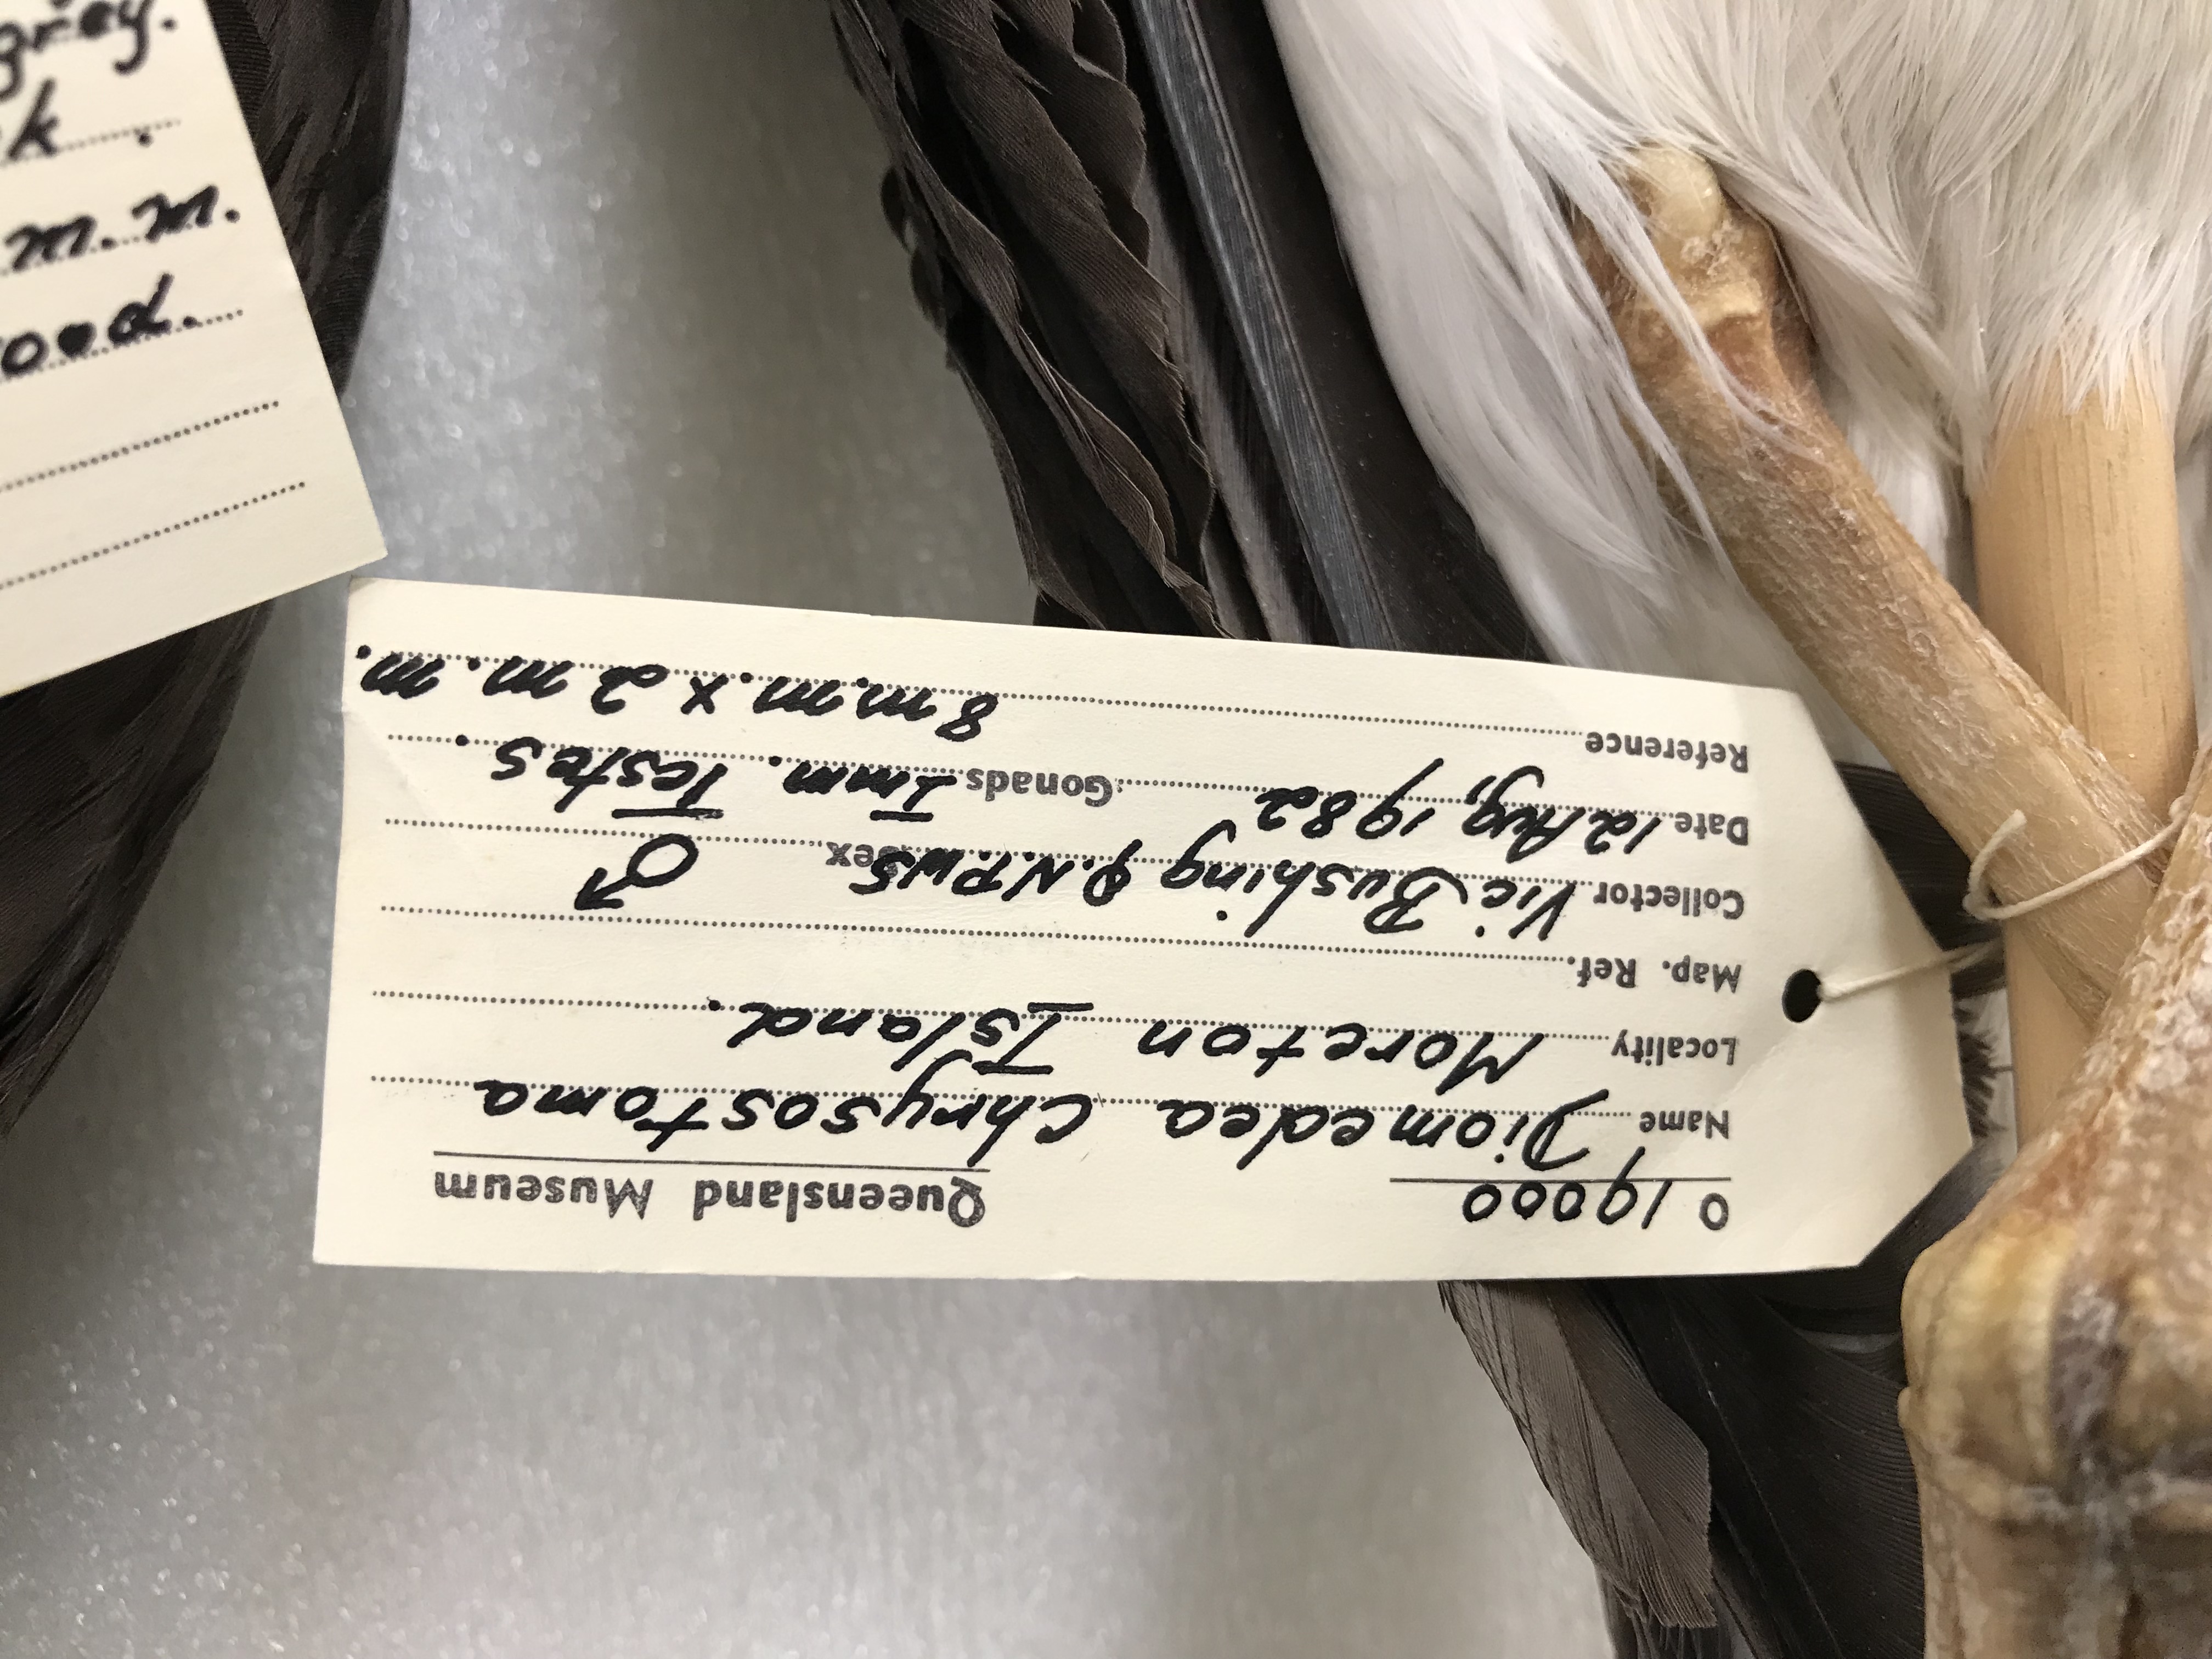 O 19000 Queensland Museum
Name Diomedea chrysostoma
Locality Moreton Island.
Map. Ref.
Collector Vic Bushing Q.N.P.W.S Sex ♂
Date 12 Aug, 1982 Gonads Imm. Testes.
Reference 8 m.m. x 2 m.m.
grey.
k.
m.m.
ood.